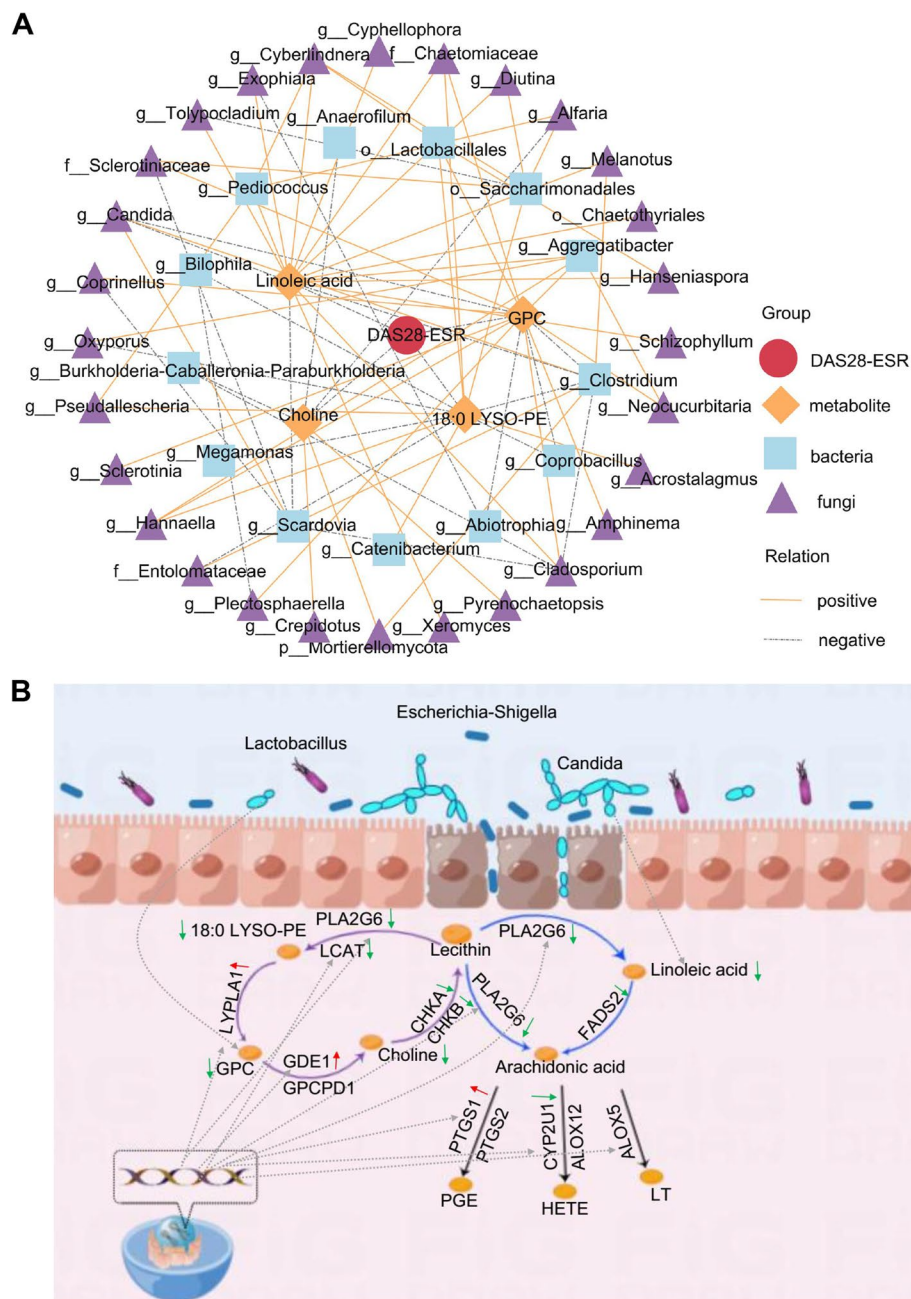 A
g__Cyphellophora
g__Cyberlindnera
f__Chaetomiaceae
g__Exophiala
g__Diutina
g__Tolypocladium
g__Anaerofilum
g__Alfaria
o__Lactobacillales
f__Sclerotiniaceae
g__Melanotus
g__Pediococcus
o__Saccharimonadales
g__Candida
o__Chaetothyriales
g__Aggregatibacter
g__Bilophila
g__Coprinellus
Linoleic acid
g__Hanseniaspora
GPC
Group
DAS28-ESR
g__Oxyporus
g__Schizophyllum
DAS28-ESR
g__Burkholderia-Caballeronia-Paraburkholderia
g__Clostridium
g__Pseudallescheria
Choline
18:0 LYSO-PE
g__Neocucurbitaria
metabolite
g__Megamonas
g__Coprobacillus
bacteria
g__Sclerotinia
g__Acrostalagmus
g__Hannaella
g__Scardovia
g__Abiotrophia
g__Amphinema
fungi
g__Catenibacterium
f__Entolomataceae
g__Cladosporium
Relation
g__Plectosphaerella
g__Pyrenochaetopsis
positive
g__Crepidotus
g__Xeromyces
p__Mortierellomycota
negative
B
Escherichia-Shigella
Lactobacillus
Candida
18:0 LYSO-PE
PLA2G6
LCAT
Lecithin
PLA2G6
Linoleic acid
LYPLA1
CHKA
CHKB
PLA2G6
FADS2
GPC
GDE1
GPCPD1
Choline
Arachidonic acid
PTGS1
PTGS2
CYP2U1
ALOX12
ALOX5
PGE
HETE
LT